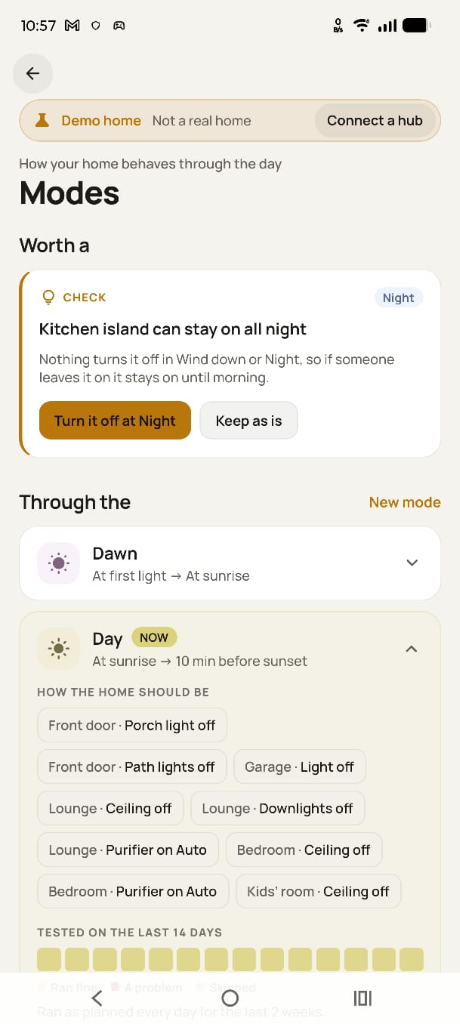 10:57
Demo home Not a real home Connect a hub
How your home behaves through the day
Modes
Worth a
CHECK Night
Kitchen island can stay on all night
Nothing turns it off in Wind down or Night, so if someone
leaves it on it stays on until morning.
Turn it off at Night Keep as is
Through the New mode
Dawn
At first light → At sunrise
Day NOW
At sunrise → 10 min before sunset
HOW THE HOME SHOULD BE
Front door · Porch light off
Front door · Path lights off Garage · Light off
Lounge · Ceiling off Lounge · Downlights off
Lounge · Purifier on Auto Bedroom · Ceiling off
Bedroom · Purifier on Auto Kids' room · Ceiling off
TESTED ON THE LAST 14 DAYS
Ran fine A problem Skipped
Ran as planned every day for the last 2 weeks.